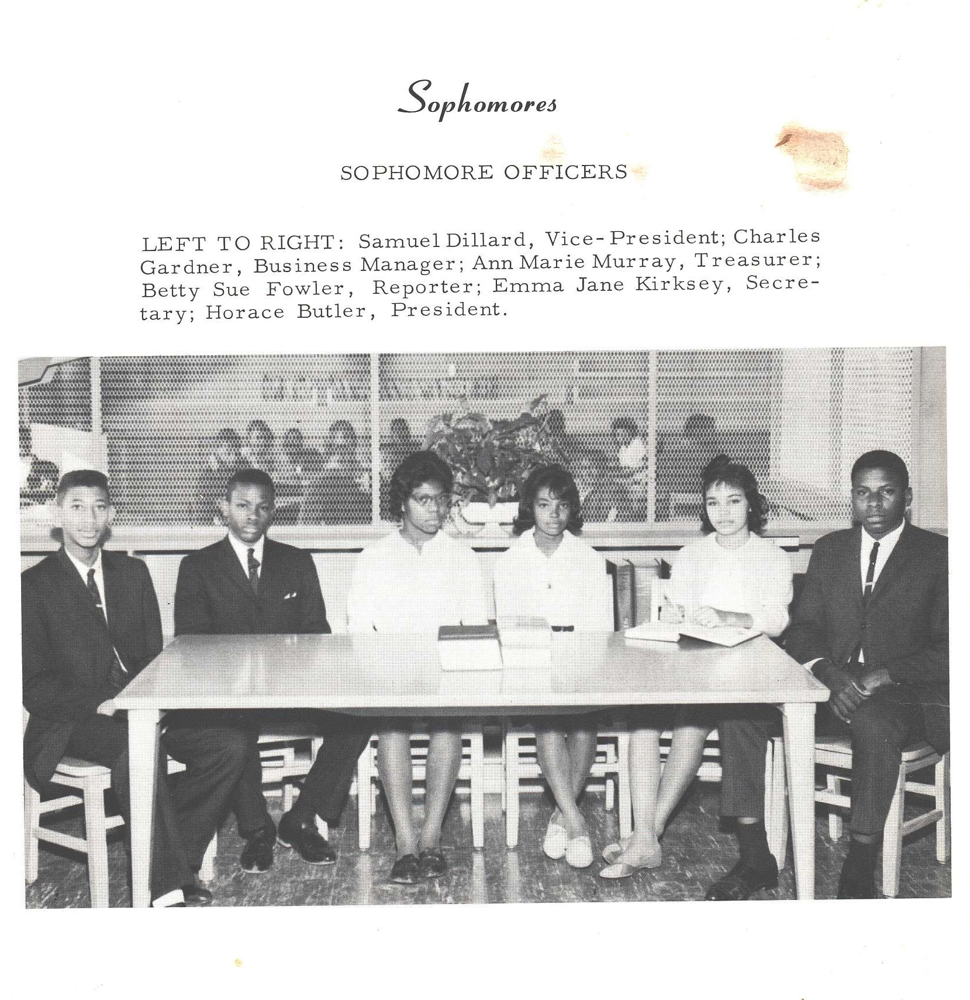 Sophomores
SOPHOMORE OFFICERS
LEFT TO RIGHT: Samuel Dillard, Vice-President; Charles
Gardner, Business Manager; Ann Marie Murray, Treasurer;
Betty Sue Fowler, Reporter; Emma Jane Kirksey, Secre-
tary; Horace Butler, President.